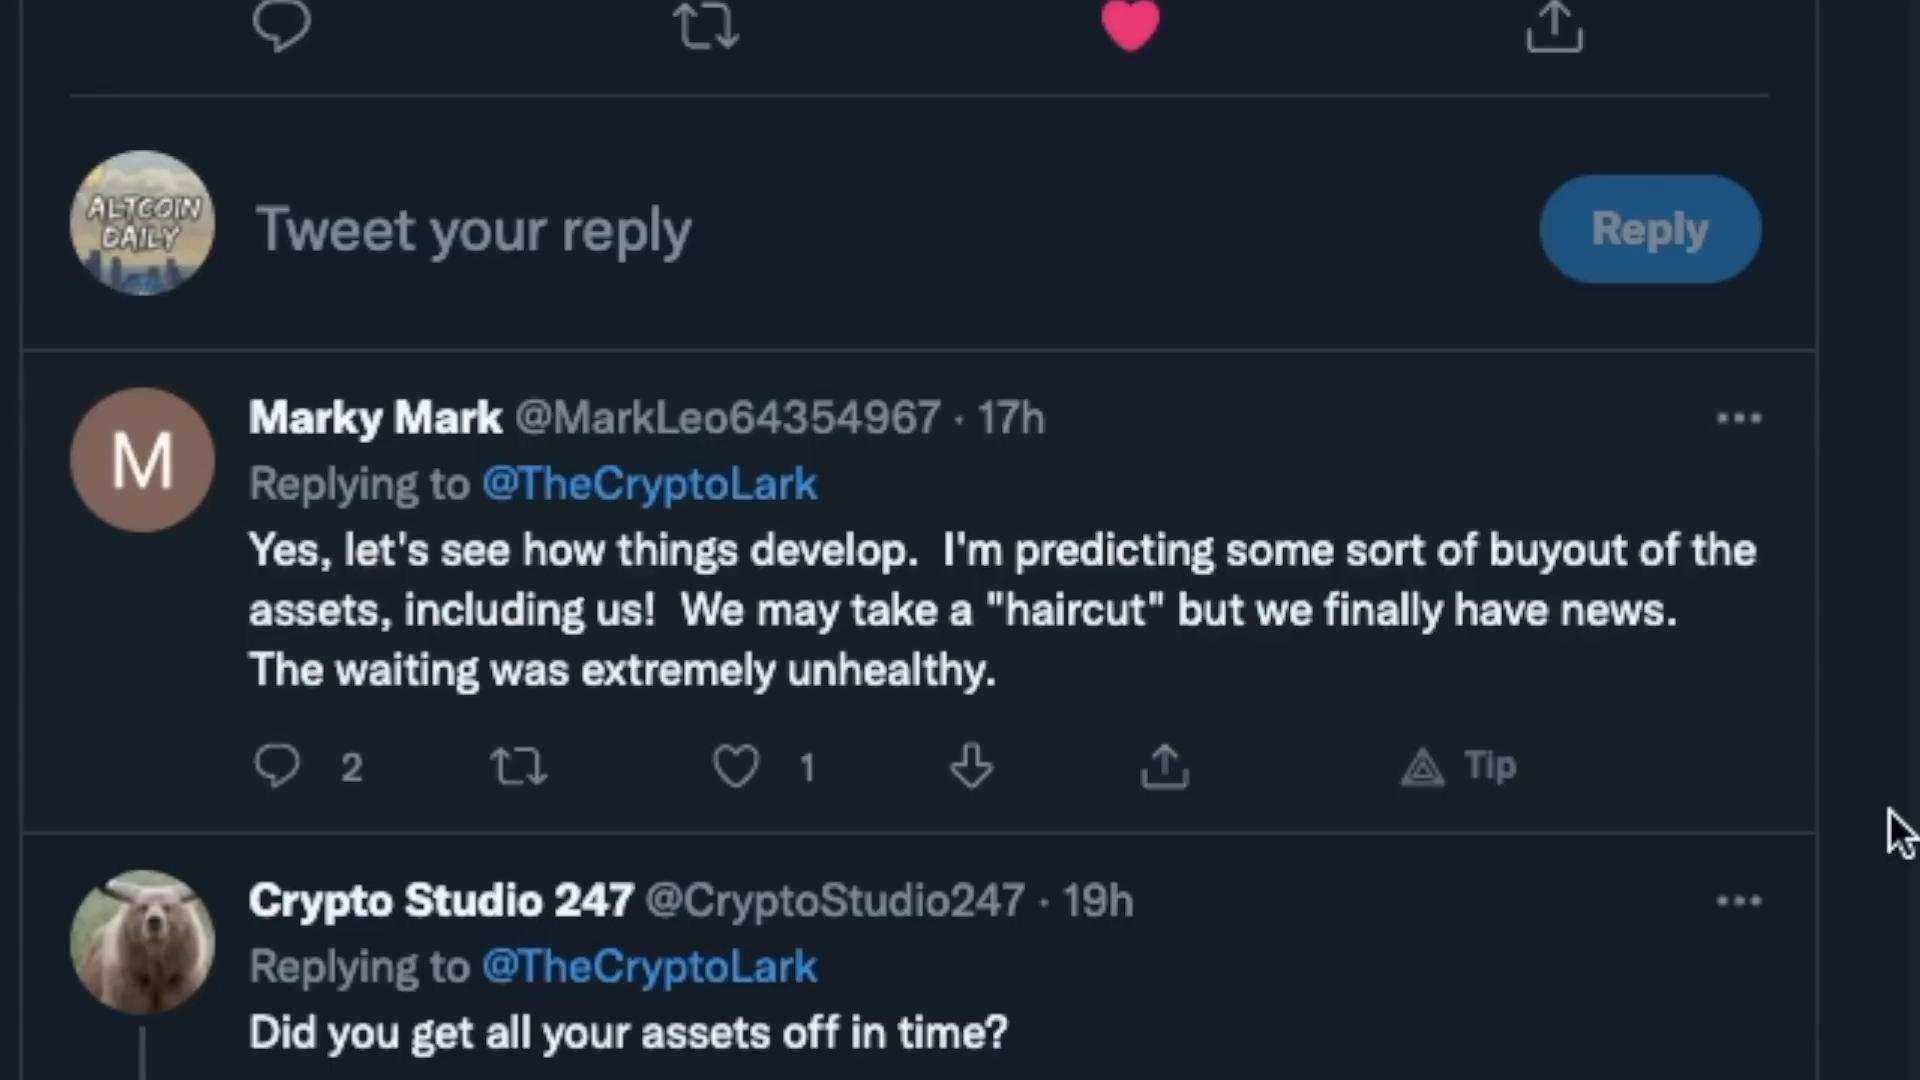 ALTCOIN
DAILY
Tweet your reply
Reply
M
Marky Mark @MarkLeo64354967 · 17h
Replying to @TheCryptoLark
Yes, let's see how things develop.  I'm predicting some sort of buyout of the
assets, including us!  We may take a "haircut" but we finally have news.
The waiting was extremely unhealthy.
2
1
Tip
Crypto Studio 247 @CryptoStudio247 · 19h
Replying to @TheCryptoLark
Did you get all your assets off in time?